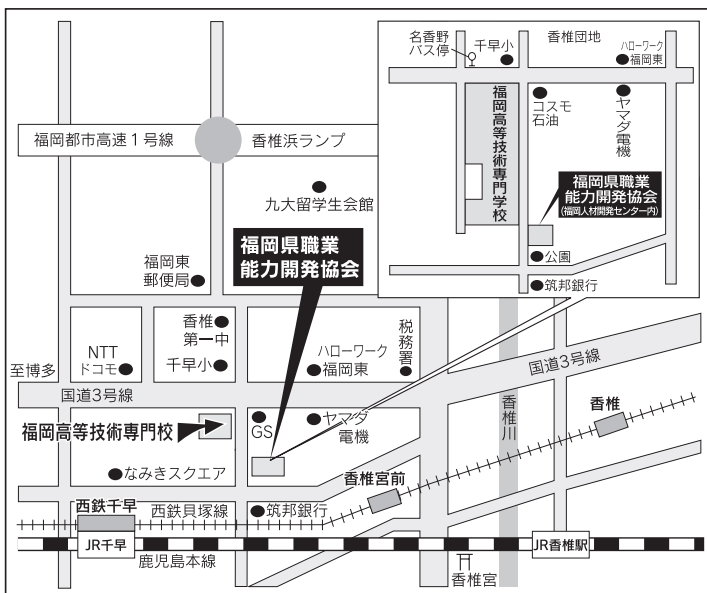 名香野
バス停
千早小
香椎団地
ハローワーク
福岡東
福岡高等技術専門学校
コスモ
石油
ヤマダ電機
福岡県職業
能力開発協会
(福岡人材開発センター内)
公園
筑邦銀行
福岡都市高速1号線
香椎浜ランプ
九大留学生会館
福岡県職業
能力開発協会
福岡東
郵便局
香椎
第一中
千早小
NTT
ドコモ
至博多
ハローワーク
福岡東
税務署
国道3号線
国道3号線
福岡高等技術専門校
GS
ヤマダ
電機
香椎川
香椎
なみきスクエア
香椎宮前
西鉄千早
西鉄貝塚線
筑邦銀行
JR千早
鹿児島本線
JR香椎駅
香椎宮